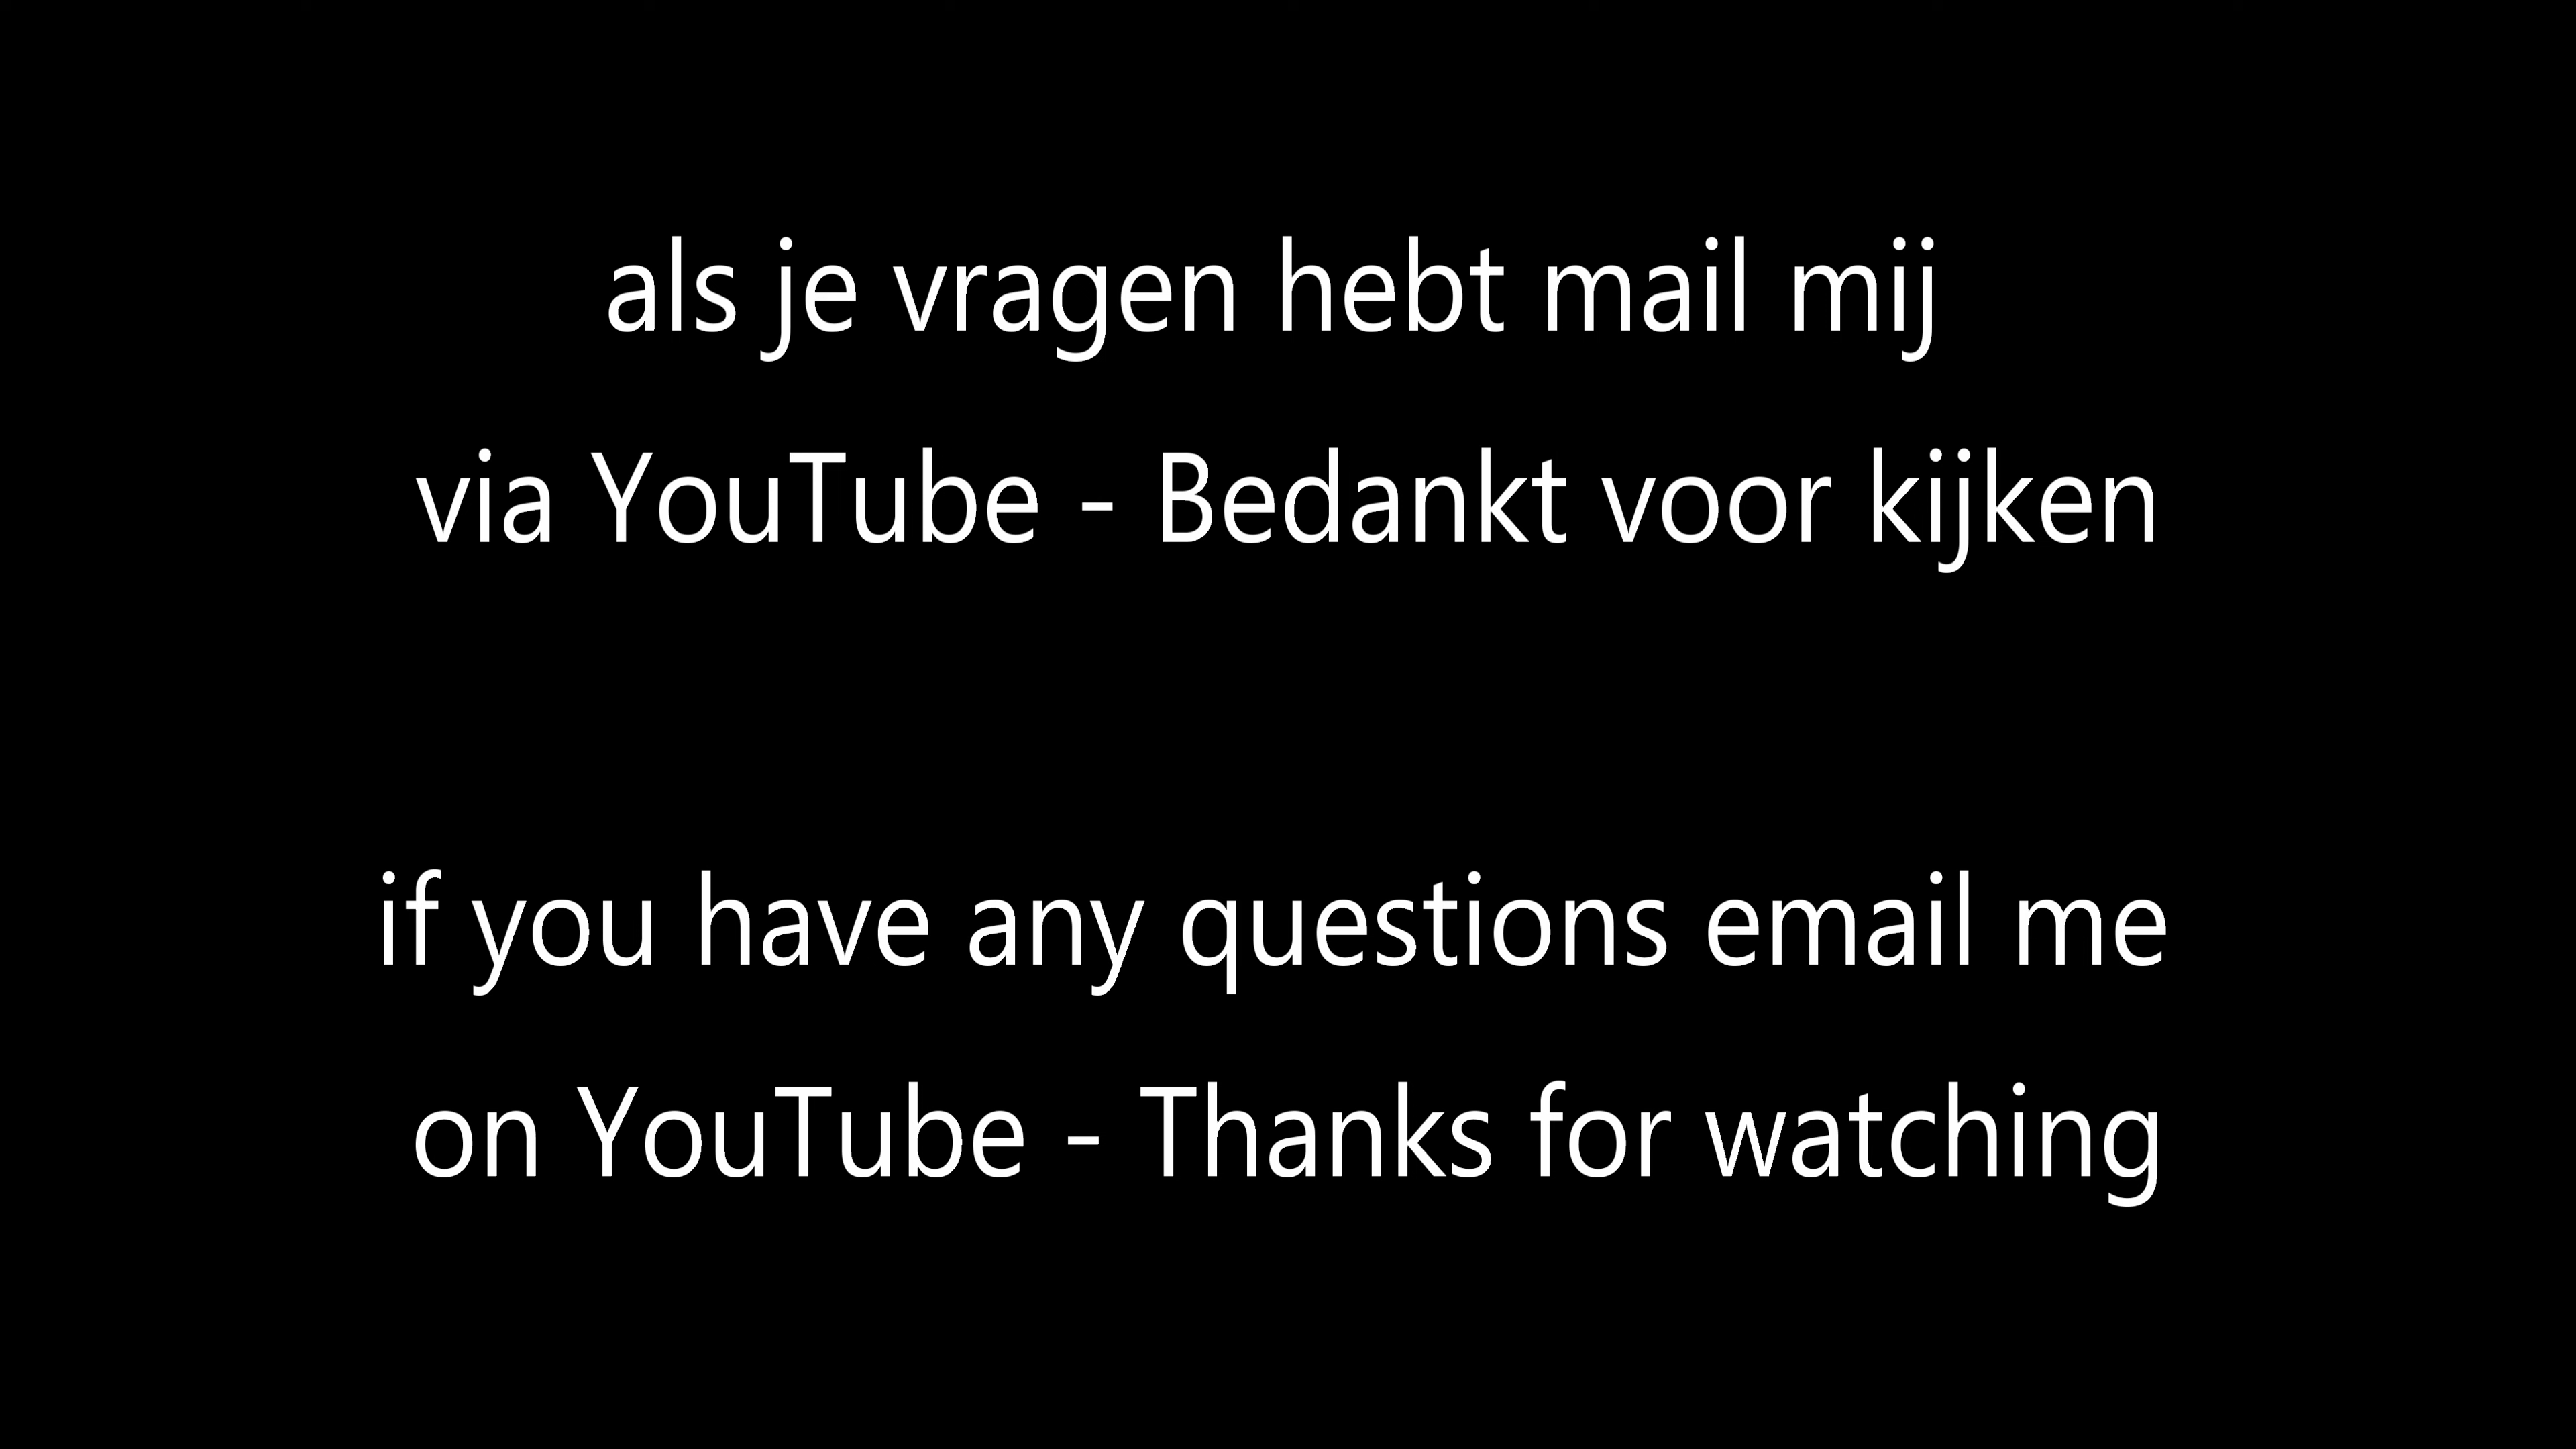 als je vragen hebt mail mij
via YouTube - Bedankt voor kijken
if you have any questions email me
on YouTube - Thanks for watching